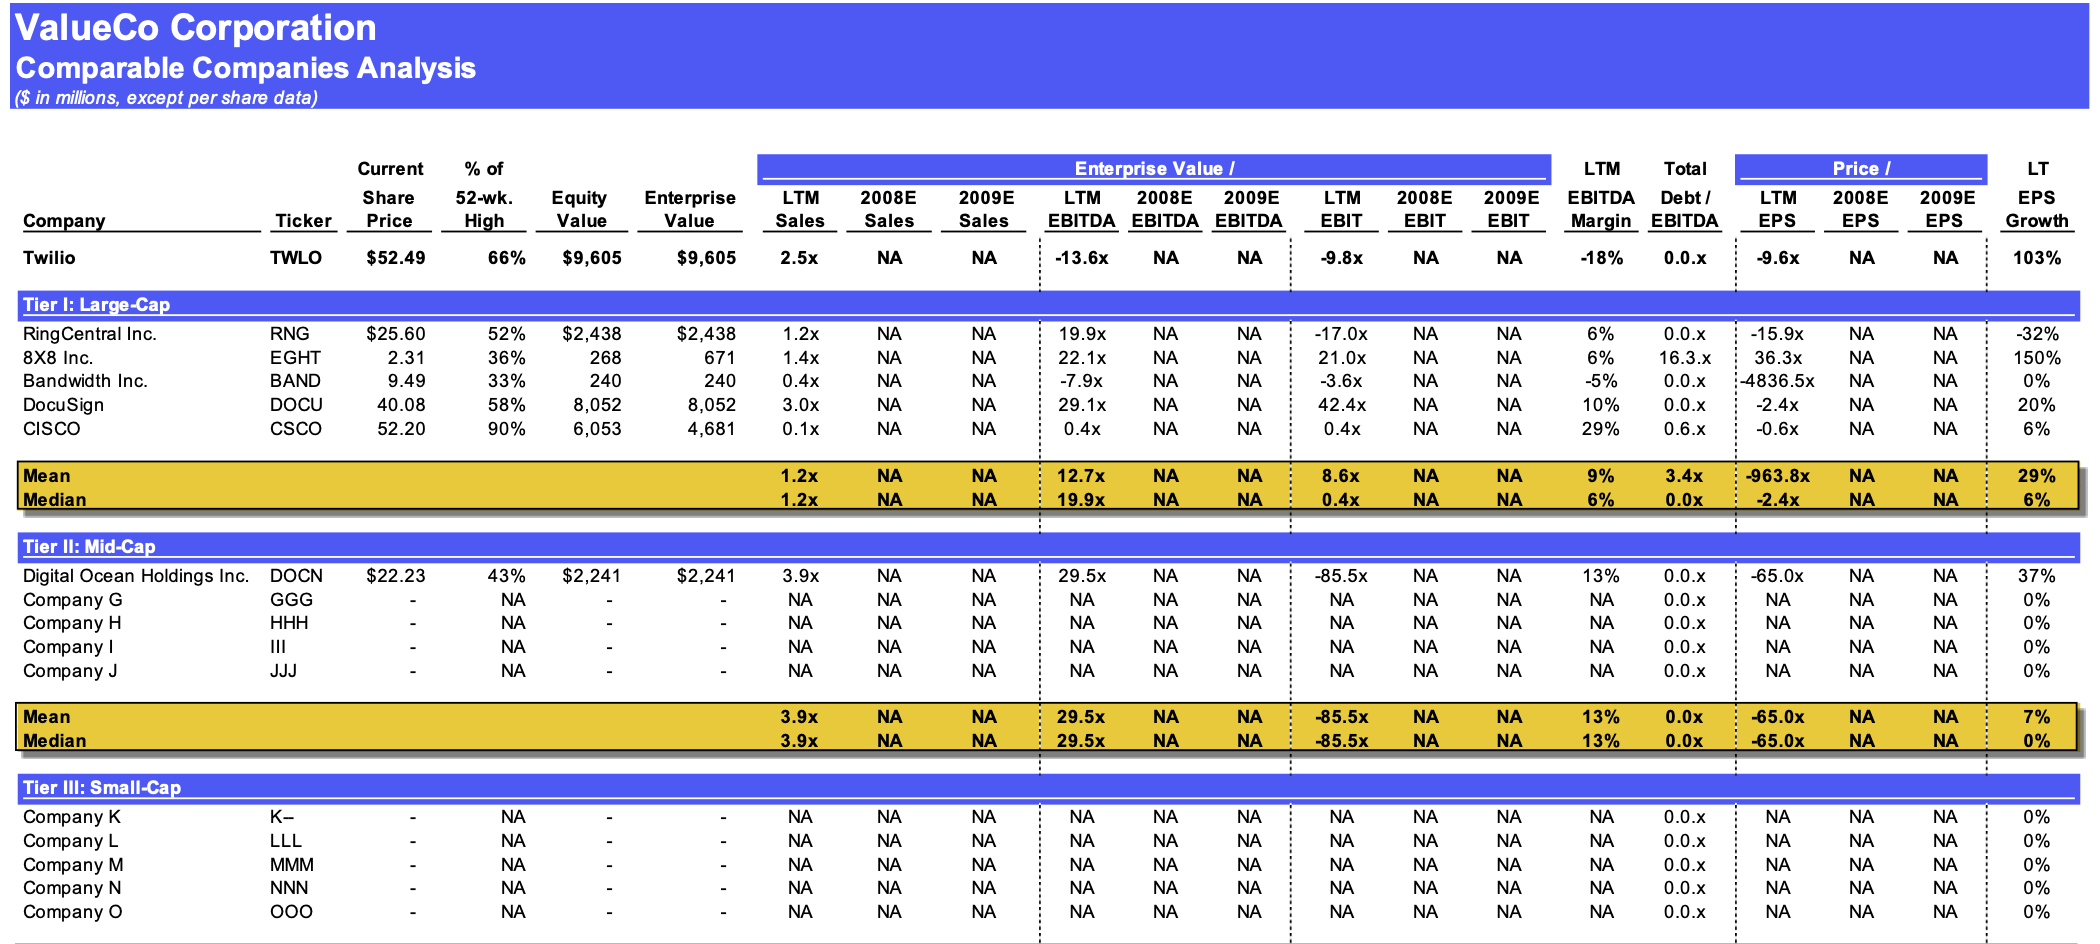 ValueCo Corporation
Comparable Companies Analysis
($ in millions, except per share data)
Current % of Enterprise Value / LTM Total Price / LT
Share 52-wk. Equity Enterprise LTM 2008E 2009E LTM 2008E 2009E LTM 2008E 2009E EBITDA Debt / LTM 2008E 2009E EPS
Company Ticker Price High Value Value Sales Sales Sales EBITDA EBITDA EBITDA EBIT EBIT EBIT Margin EBITDA EPS EPS EPS Growth
Twilio TWLO $52.49 66% $9,605 $9,605 2.5x NA NA -13.6x NA NA -9.8x NA NA -18% 0.0.x -9.6x NA NA 103%
Tier I: Large-Cap
RingCentral Inc. RNG $25.60 52% $2,438 $2,438 1.2x NA NA 19.9x NA NA -17.0x NA NA 6% 0.0.x -15.9x NA NA -32%
8X8 Inc. EGHT 2.31 36% 268 671 1.4x NA NA 22.1x NA NA 21.0x NA NA 6% 16.3.x 36.3x NA NA 150%
Bandwidth Inc. BAND 9.49 33% 240 240 0.4x NA NA -7.9x NA NA -3.6x NA NA -5% 0.0.x -4836.5x NA NA 0%
DocuSign DOCU 40.08 58% 8,052 8,052 3.0x NA NA 29.1x NA NA 42.4x NA NA 10% 0.0.x -2.4x NA NA 20%
CISCO CSCO 52.20 90% 6,053 4,681 0.1x NA NA 0.4x NA NA 0.4x NA NA 29% 0.6.x -0.6x NA NA 6%
Mean 1.2x NA NA 12.7x NA NA 8.6x NA NA 9% 3.4x -963.8x NA NA 29%
Median 1.2x NA NA 19.9x NA NA 0.4x NA NA 6% 0.0x -2.4x NA NA 6%
Tier II: Mid-Cap
Digital Ocean Holdings Inc. DOCN $22.23 43% $2,241 $2,241 3.9x NA NA 29.5x NA NA -85.5x NA NA 13% 0.0.x -65.0x NA NA 37%
Company G GGG - NA - - NA NA NA NA NA NA NA NA NA NA 0.0.x NA NA NA 0%
Company H HHH - NA - - NA NA NA NA NA NA NA NA NA NA 0.0.x NA NA NA 0%
Company I III - NA - - NA NA NA NA NA NA NA NA NA NA 0.0.x NA NA NA 0%
Company J JJJ - NA - - NA NA NA NA NA NA NA NA NA NA 0.0.x NA NA NA 0%
Mean 3.9x NA NA 29.5x NA NA -85.5x NA NA 13% 0.0x -65.0x NA NA 7%
Median 3.9x NA NA 29.5x NA NA -85.5x NA NA 13% 0.0x -65.0x NA NA 0%
Tier III: Small-Cap
Company K K-- - NA - - NA NA NA NA NA NA NA NA NA NA 0.0.x NA NA NA 0%
Company L LLL - NA - - NA NA NA NA NA NA NA NA NA NA 0.0.x NA NA NA 0%
Company M MMM - NA - - NA NA NA NA NA NA NA NA NA NA 0.0.x NA NA NA 0%
Company N NNN - NA - - NA NA NA NA NA NA NA NA NA NA 0.0.x NA NA NA 0%
Company O OOO - NA - - NA NA NA NA NA NA NA NA NA NA 0.0.x NA NA NA 0%